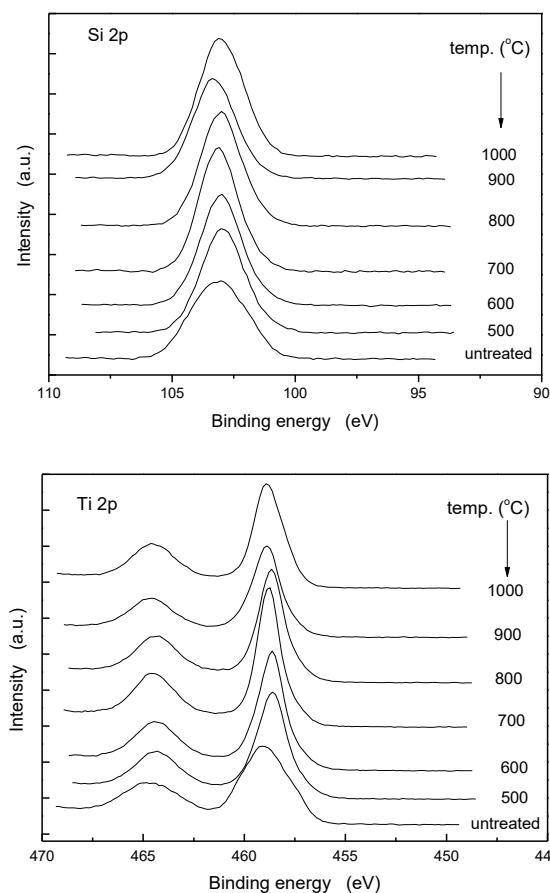 Si 2p
temp. (°C)
1000
900
800
700
600
500
untreated
Intensity (a.u.)
110 105 100 95 90
Binding energy (eV)
Ti 2p
temp. (°C)
1000
900
800
700
600
500
untreated
Intensity (a.u.)
470 465 460 455 44
Binding energy (eV)